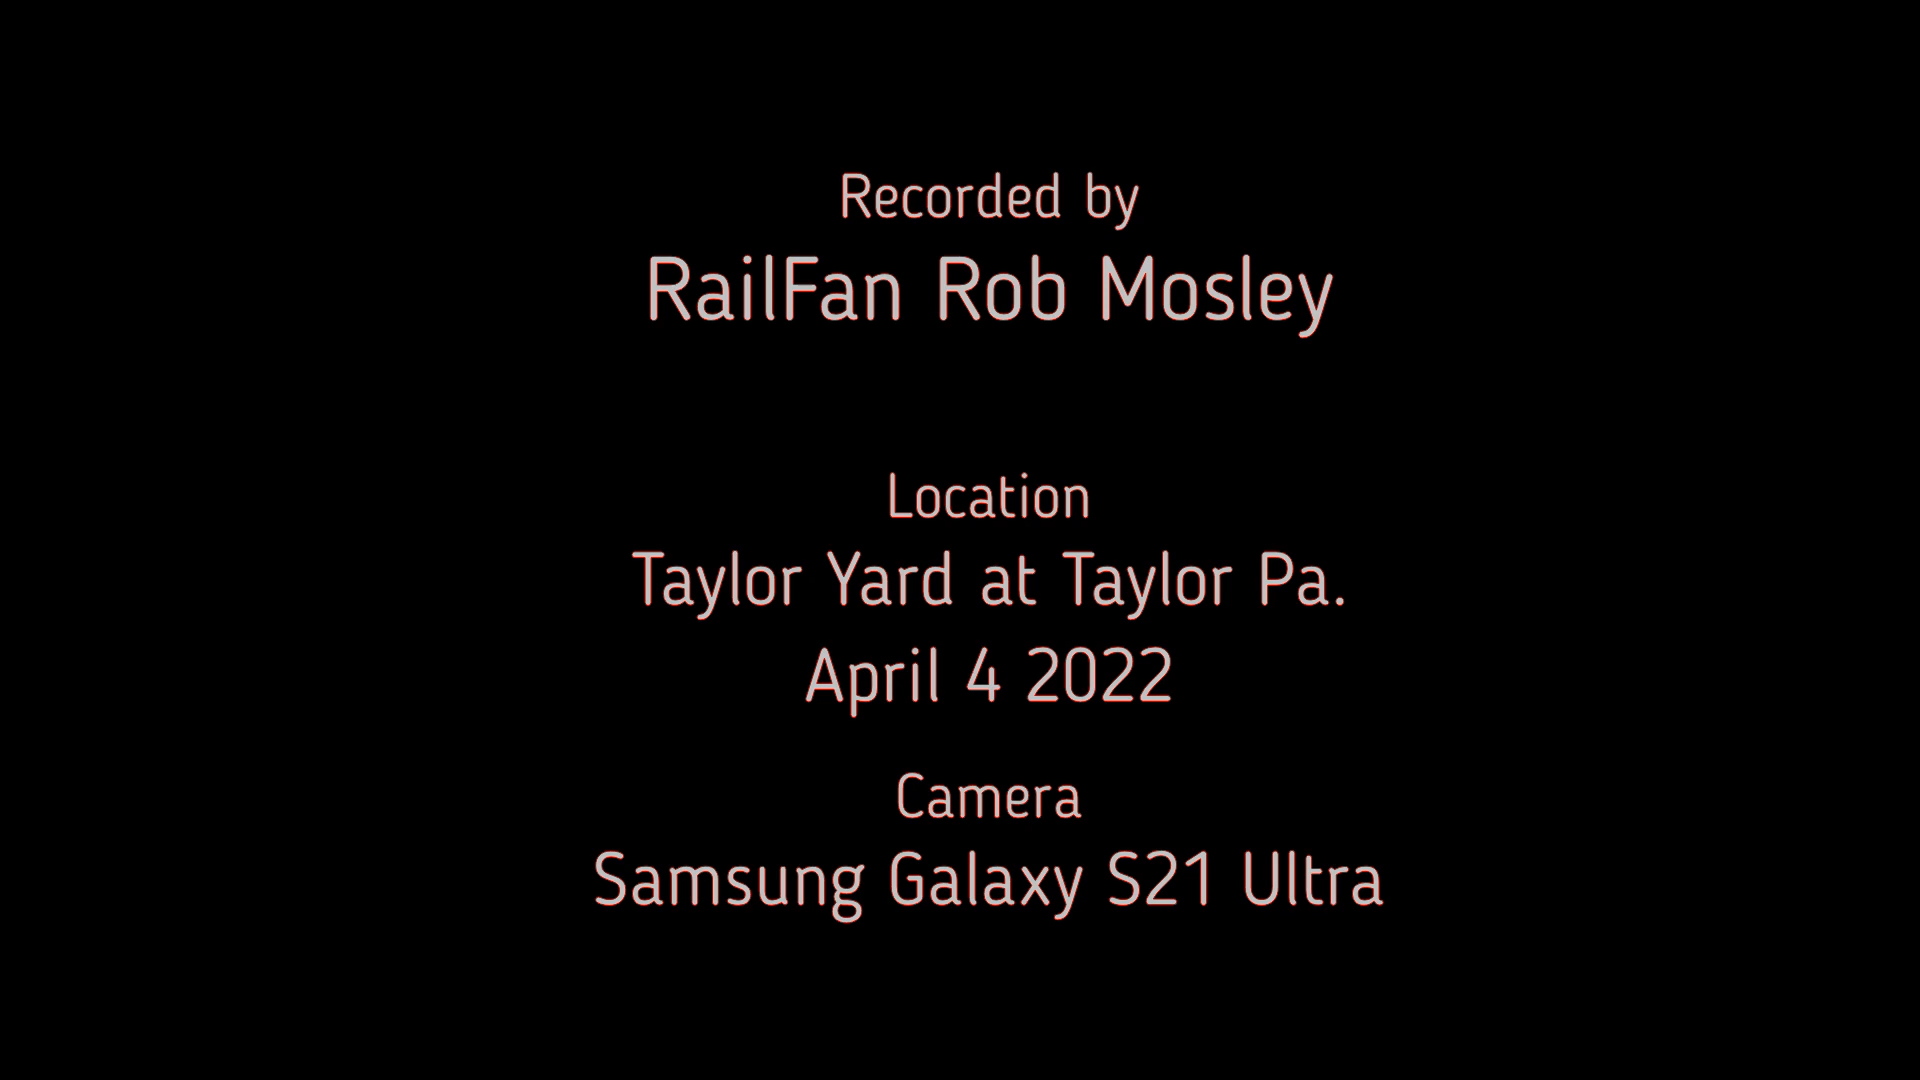 Recorded by
RailFan Rob Mosley
Location
Taylor Yard at Taylor Pa.
April 4 2022
Camera
Samsung Galaxy S21 Ultra